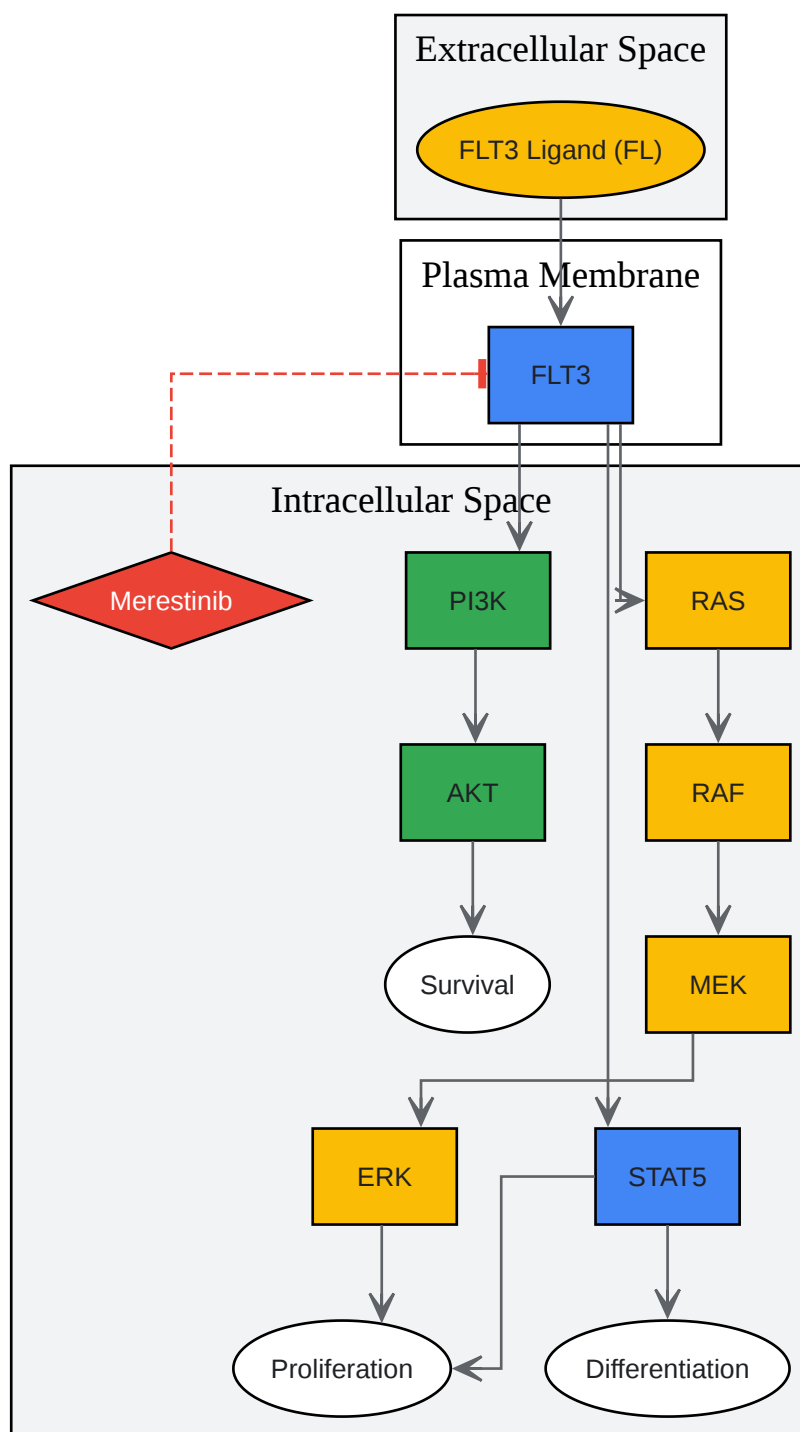 Extracellular Space
FLT3 Ligand (FL)
Plasma Membrane
FLT3
Intracellular Space
Merestinib
PI3K
RAS
AKT
RAF
Survival
MEK
ERK
STAT5
Proliferation
Differentiation